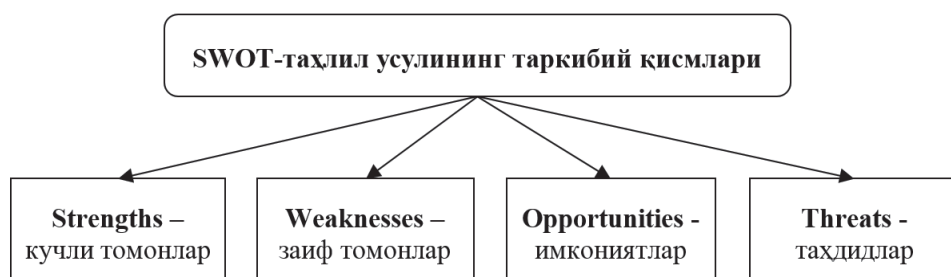 SWOT-таҳлил усулининг таркибий қисмлари
Strengths –
кучли томонлар
Weaknesses –
заиф томонлар
Opportunities -
имкониятлар
Threats -
таҳдидлар